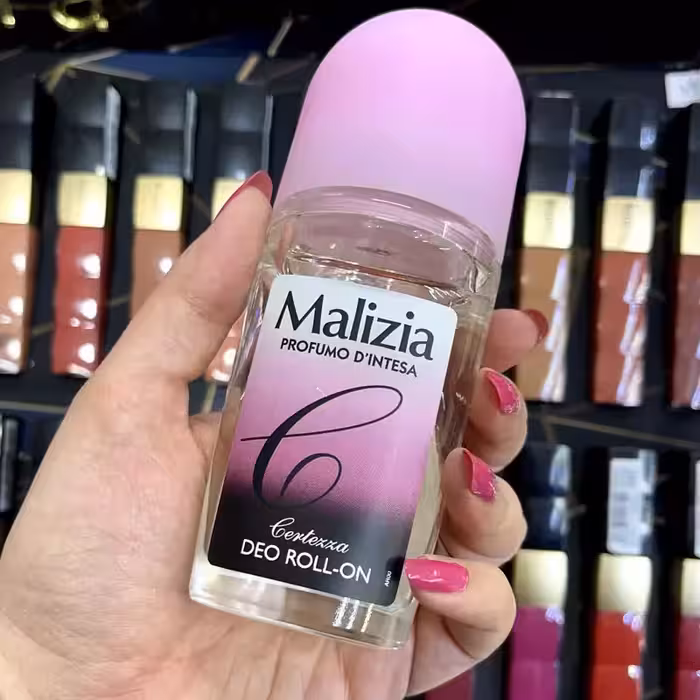 Malizia
PROFUMO D'INTESA
C
Certezza
DEO ROLL-ON